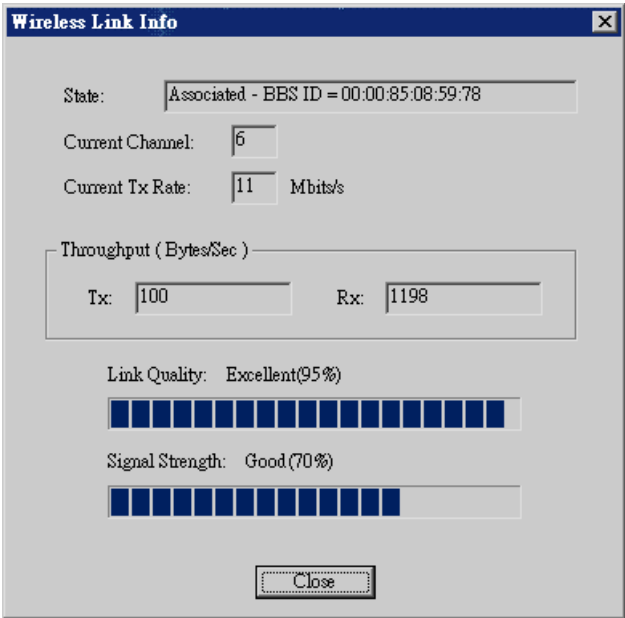 Wireless Link Info
State: Associated - BBS ID = 00:00:85:08:59:78
Current Channel: 6
Current Tx Rate: 11 Mbits/s
Throughput ( Bytes/Sec )
Tx: 100 Rx: 1198
Link Quality: Excellent(95%)
Signal Strength: Good(70%)
Close